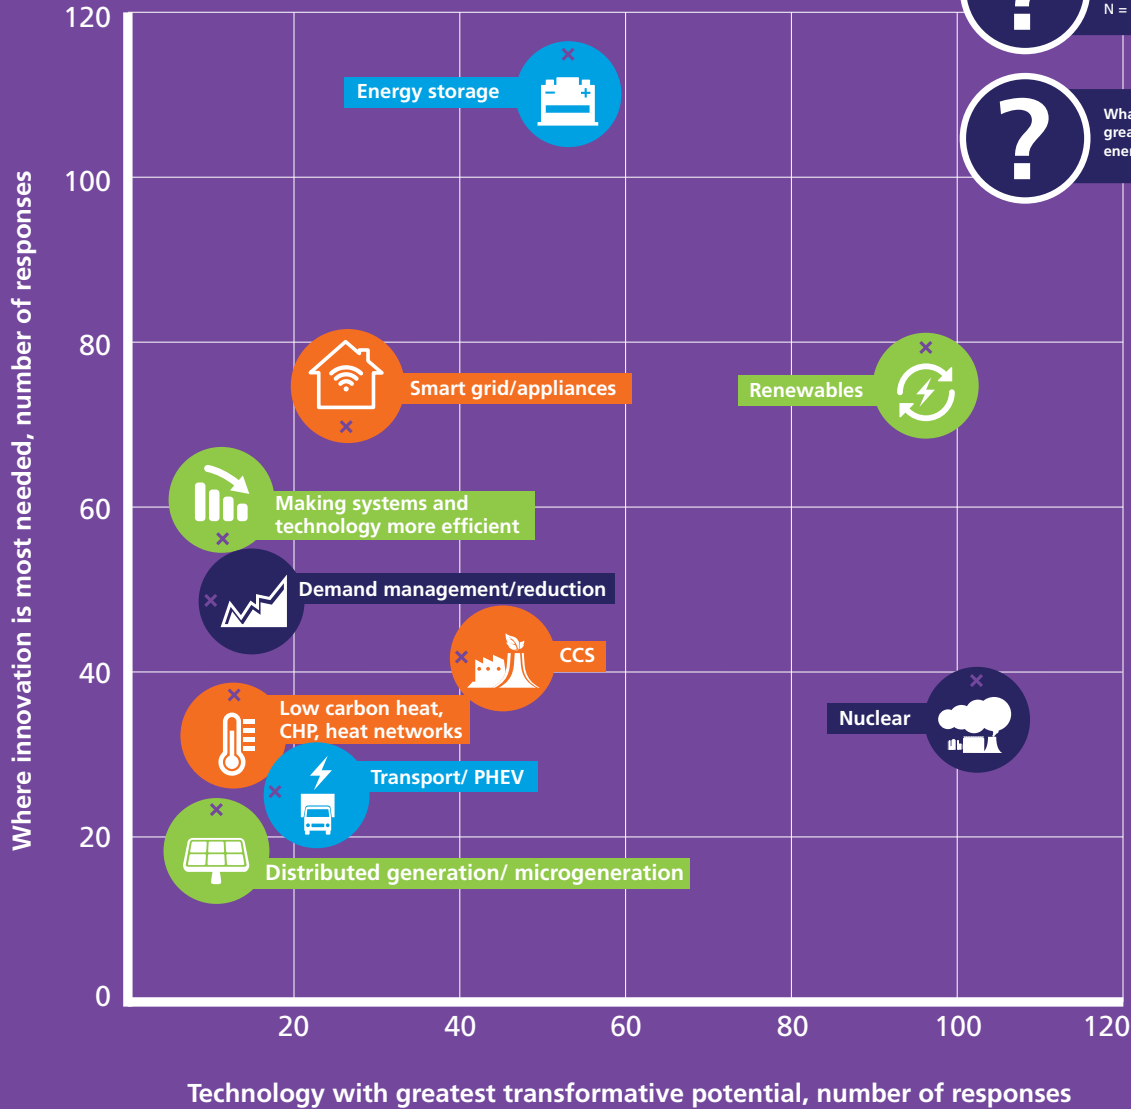 N =
?
120
Energy storage
100
80
Smart grid/appliances
Renewables
60
Making systems and
technology more efficient
Demand management/reduction
40
CCS
Low carbon heat,
CHP, heat networks
Nuclear
Transport/ PHEV
20
Distributed generation/ microgeneration
0
20
40
60
80
100
120
Where innovation is most needed, number of responses
Technology with greatest transformative potential, number of responses